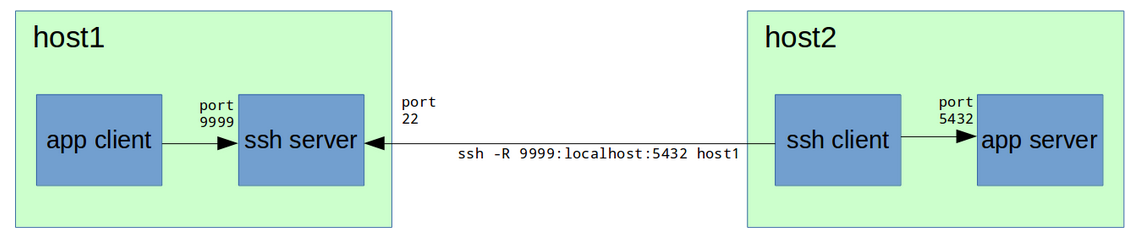 host1
host2
app client
port
9999
ssh server
port
22
ssh -R 9999:localhost:5432 host1
ssh client
port
5432
app server